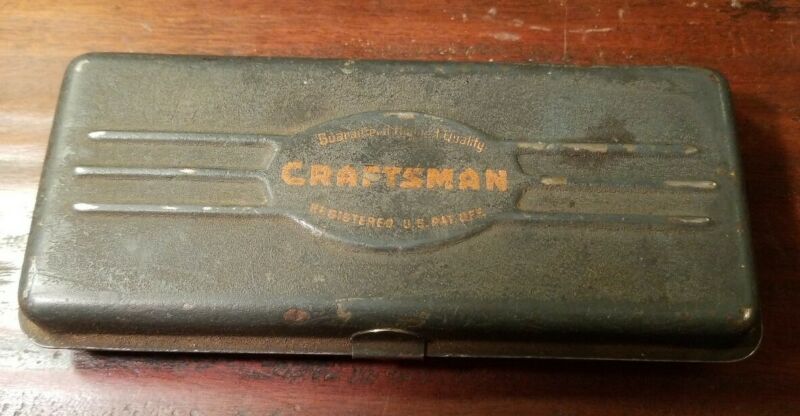 Guaranteed Highest Quality
CRAFTSMAN
REGISTERED. U.S. PAT. OFF.